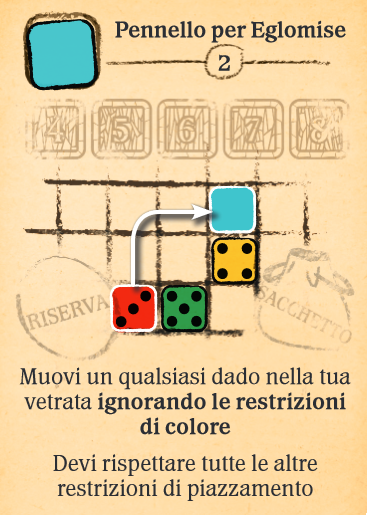 Pennello per Eglomise
2
4 5 6 7 8
RISERVA
SACCHETTO
Muovi un qualsiasi dado nella tua
vetrata ignorando le restrizioni
di colore
Devi rispettare tutte le altre
restrizioni di piazzamento